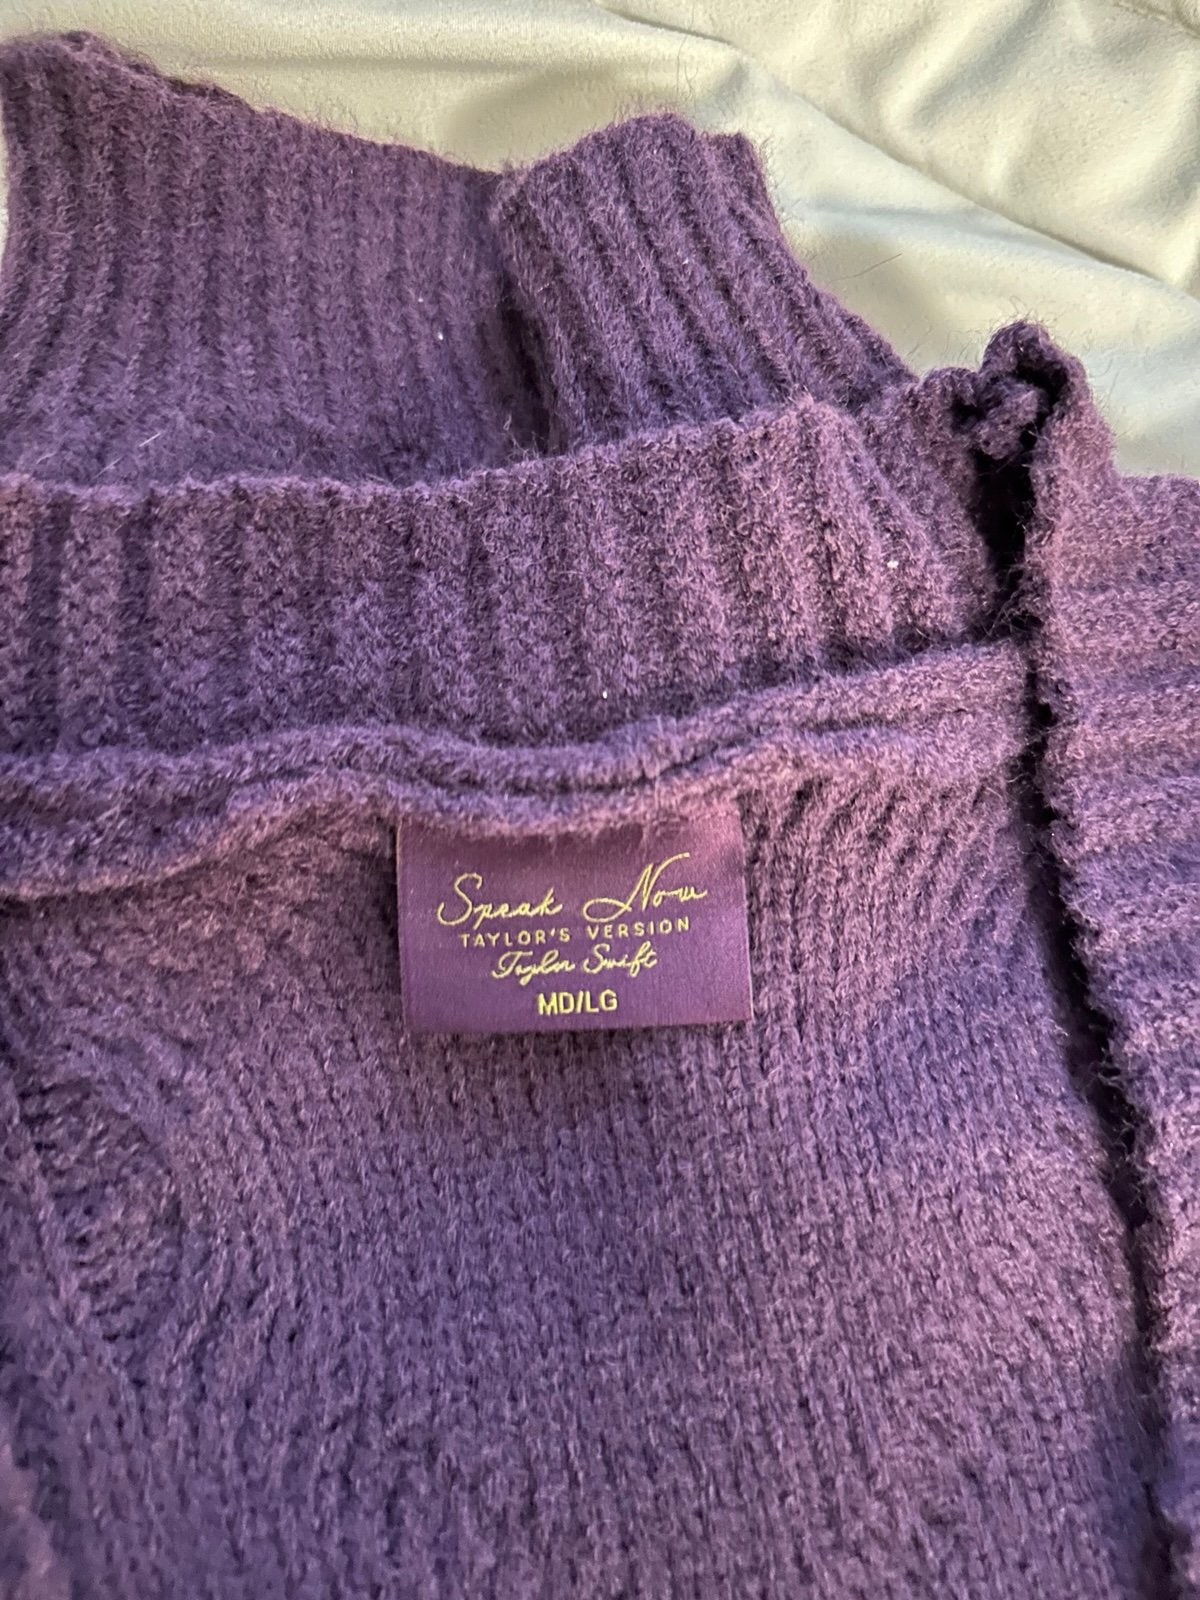 Speak Now
TAYLOR'S VERSION
Taylor Swift
MD/LG